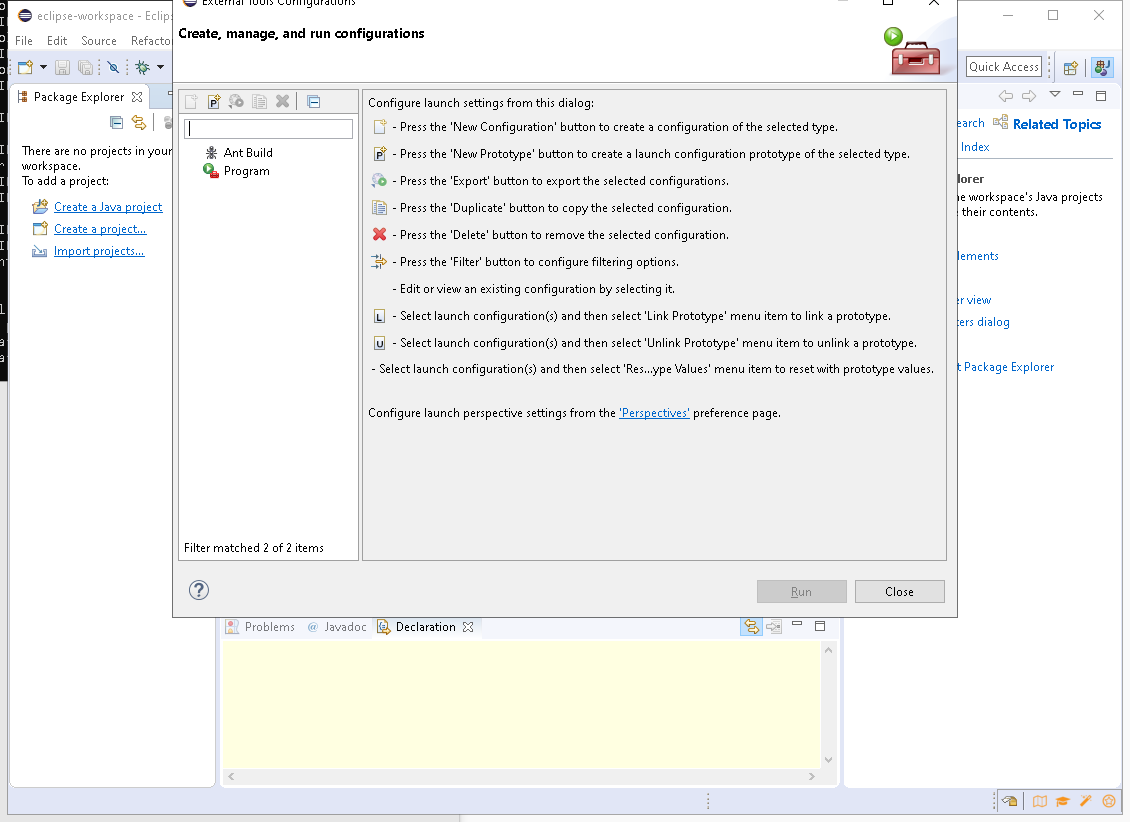 eclipse-workspace - Eclip
External Tools Configurations
File Edit Source Refacto
Create, manage, and run configurations
Quick Access
Package Explorer
There are no projects in your
workspace.
To add a project:
Create a Java project
Create a project...
Import projects...
Ant Build
Program
Filter matched 2 of 2 items
Configure launch settings from this dialog:
- Press the 'New Configuration' button to create a configuration of the selected type.
- Press the 'New Prototype' button to create a launch configuration prototype of the selected type.
- Press the 'Export' button to export the selected configurations.
- Press the 'Duplicate' button to copy the selected configuration.
- Press the 'Delete' button to remove the selected configuration.
- Press the 'Filter' button to configure filtering options.
- Edit or view an existing configuration by selecting it.
L - Select launch configuration(s) and then select 'Link Prototype' menu item to link a prototype.
U - Select launch configuration(s) and then select 'Unlink Prototype' menu item to unlink a prototype.
- Select launch configuration(s) and then select 'Res...ype Values' menu item to reset with prototype values.
Configure launch perspective settings from the 'Perspectives' preference page.
Run Close
earch Related Topics
Index
lorer
e workspace's Java projects
their contents.
lements
er view
ters dialog
t Package Explorer
Problems @ Javadoc Declaration